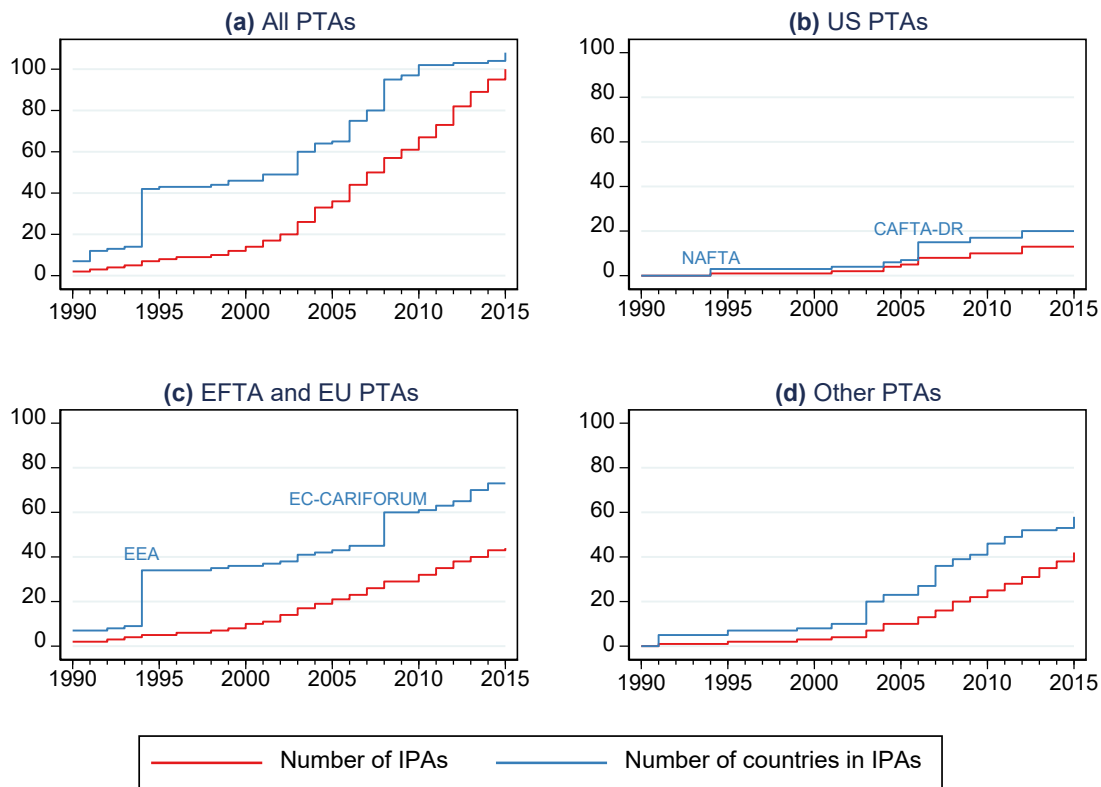 (a) All PTAs
100
80
60
40
20
0
1990 1995 2000 2005 2010 2015
(b) US PTAs
100
80
60
40
20
0
CAFTA-DR
NAFTA
1990 1995 2000 2005 2010 2015
(c) EFTA and EU PTAs
100
80
60
40
20
0
EC-CARIFORUM
EEA
1990 1995 2000 2005 2010 2015
(d) Other PTAs
100
80
60
40
20
0
1990 1995 2000 2005 2010 2015
Number of IPAs Number of countries in IPAs